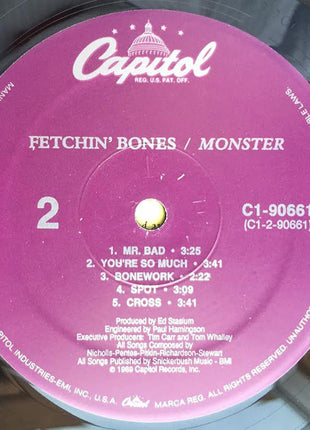 Capitol
REG. U.S. PAT. OFF.
FETCHIN' BONES / MONSTER
2
C1-90661
(C1-2-90661)
1. MR. BAD • 3:25
2. YOU'RE SO MUCH • 3:41
3. BONEWORK • 2:22
4. SPOT • 3:09
5. CROSS • 3:41
Produced by Ed Stasium
Engineered by Paul Hamingson
Executive Producers: Tim Carr and Tom Whalley
All Songs Composed by
Nicholls-Pentes-Pitkin-Richardson-Stewart
All Songs Published by Snickerbush Music - BMI
© 1989 Capitol Records, Inc.
CAPITOL INDUSTRIES-EMI, INC. U.S.A. Capitol MARCA REG. ALL RIGHTS RESERVED. UNAUTHO
BLE LAWS.